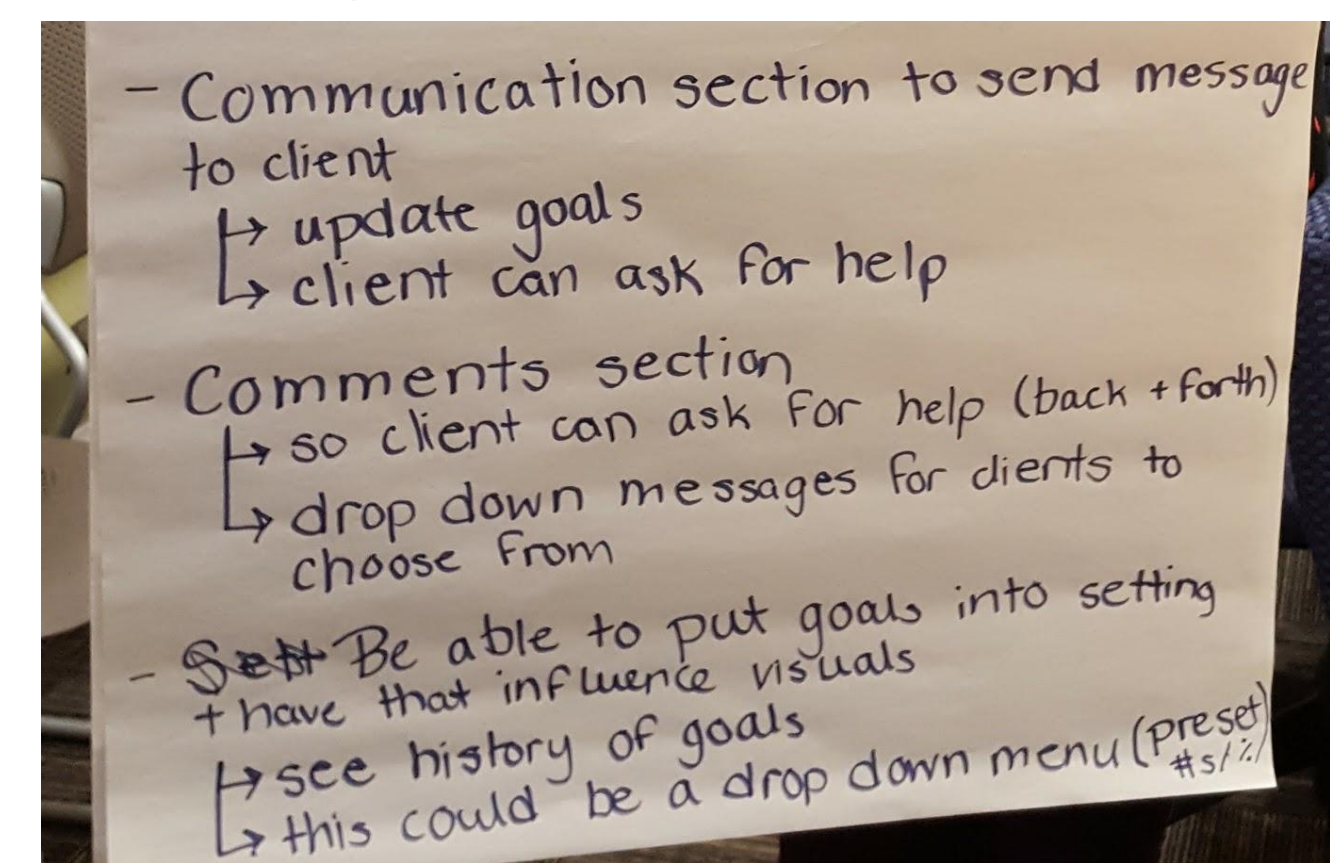 - Communication section to send message
to client
↳ update goals
↳ client can ask for help
- Comments section
↳ so client can ask for help (back + forth)
↳ drop down messages for clients to
choose from
- Sett Be able to put goals into setting
+ have that influence visuals
↳ see history of goals
↳ this could be a drop down menu (preset
#s/%)